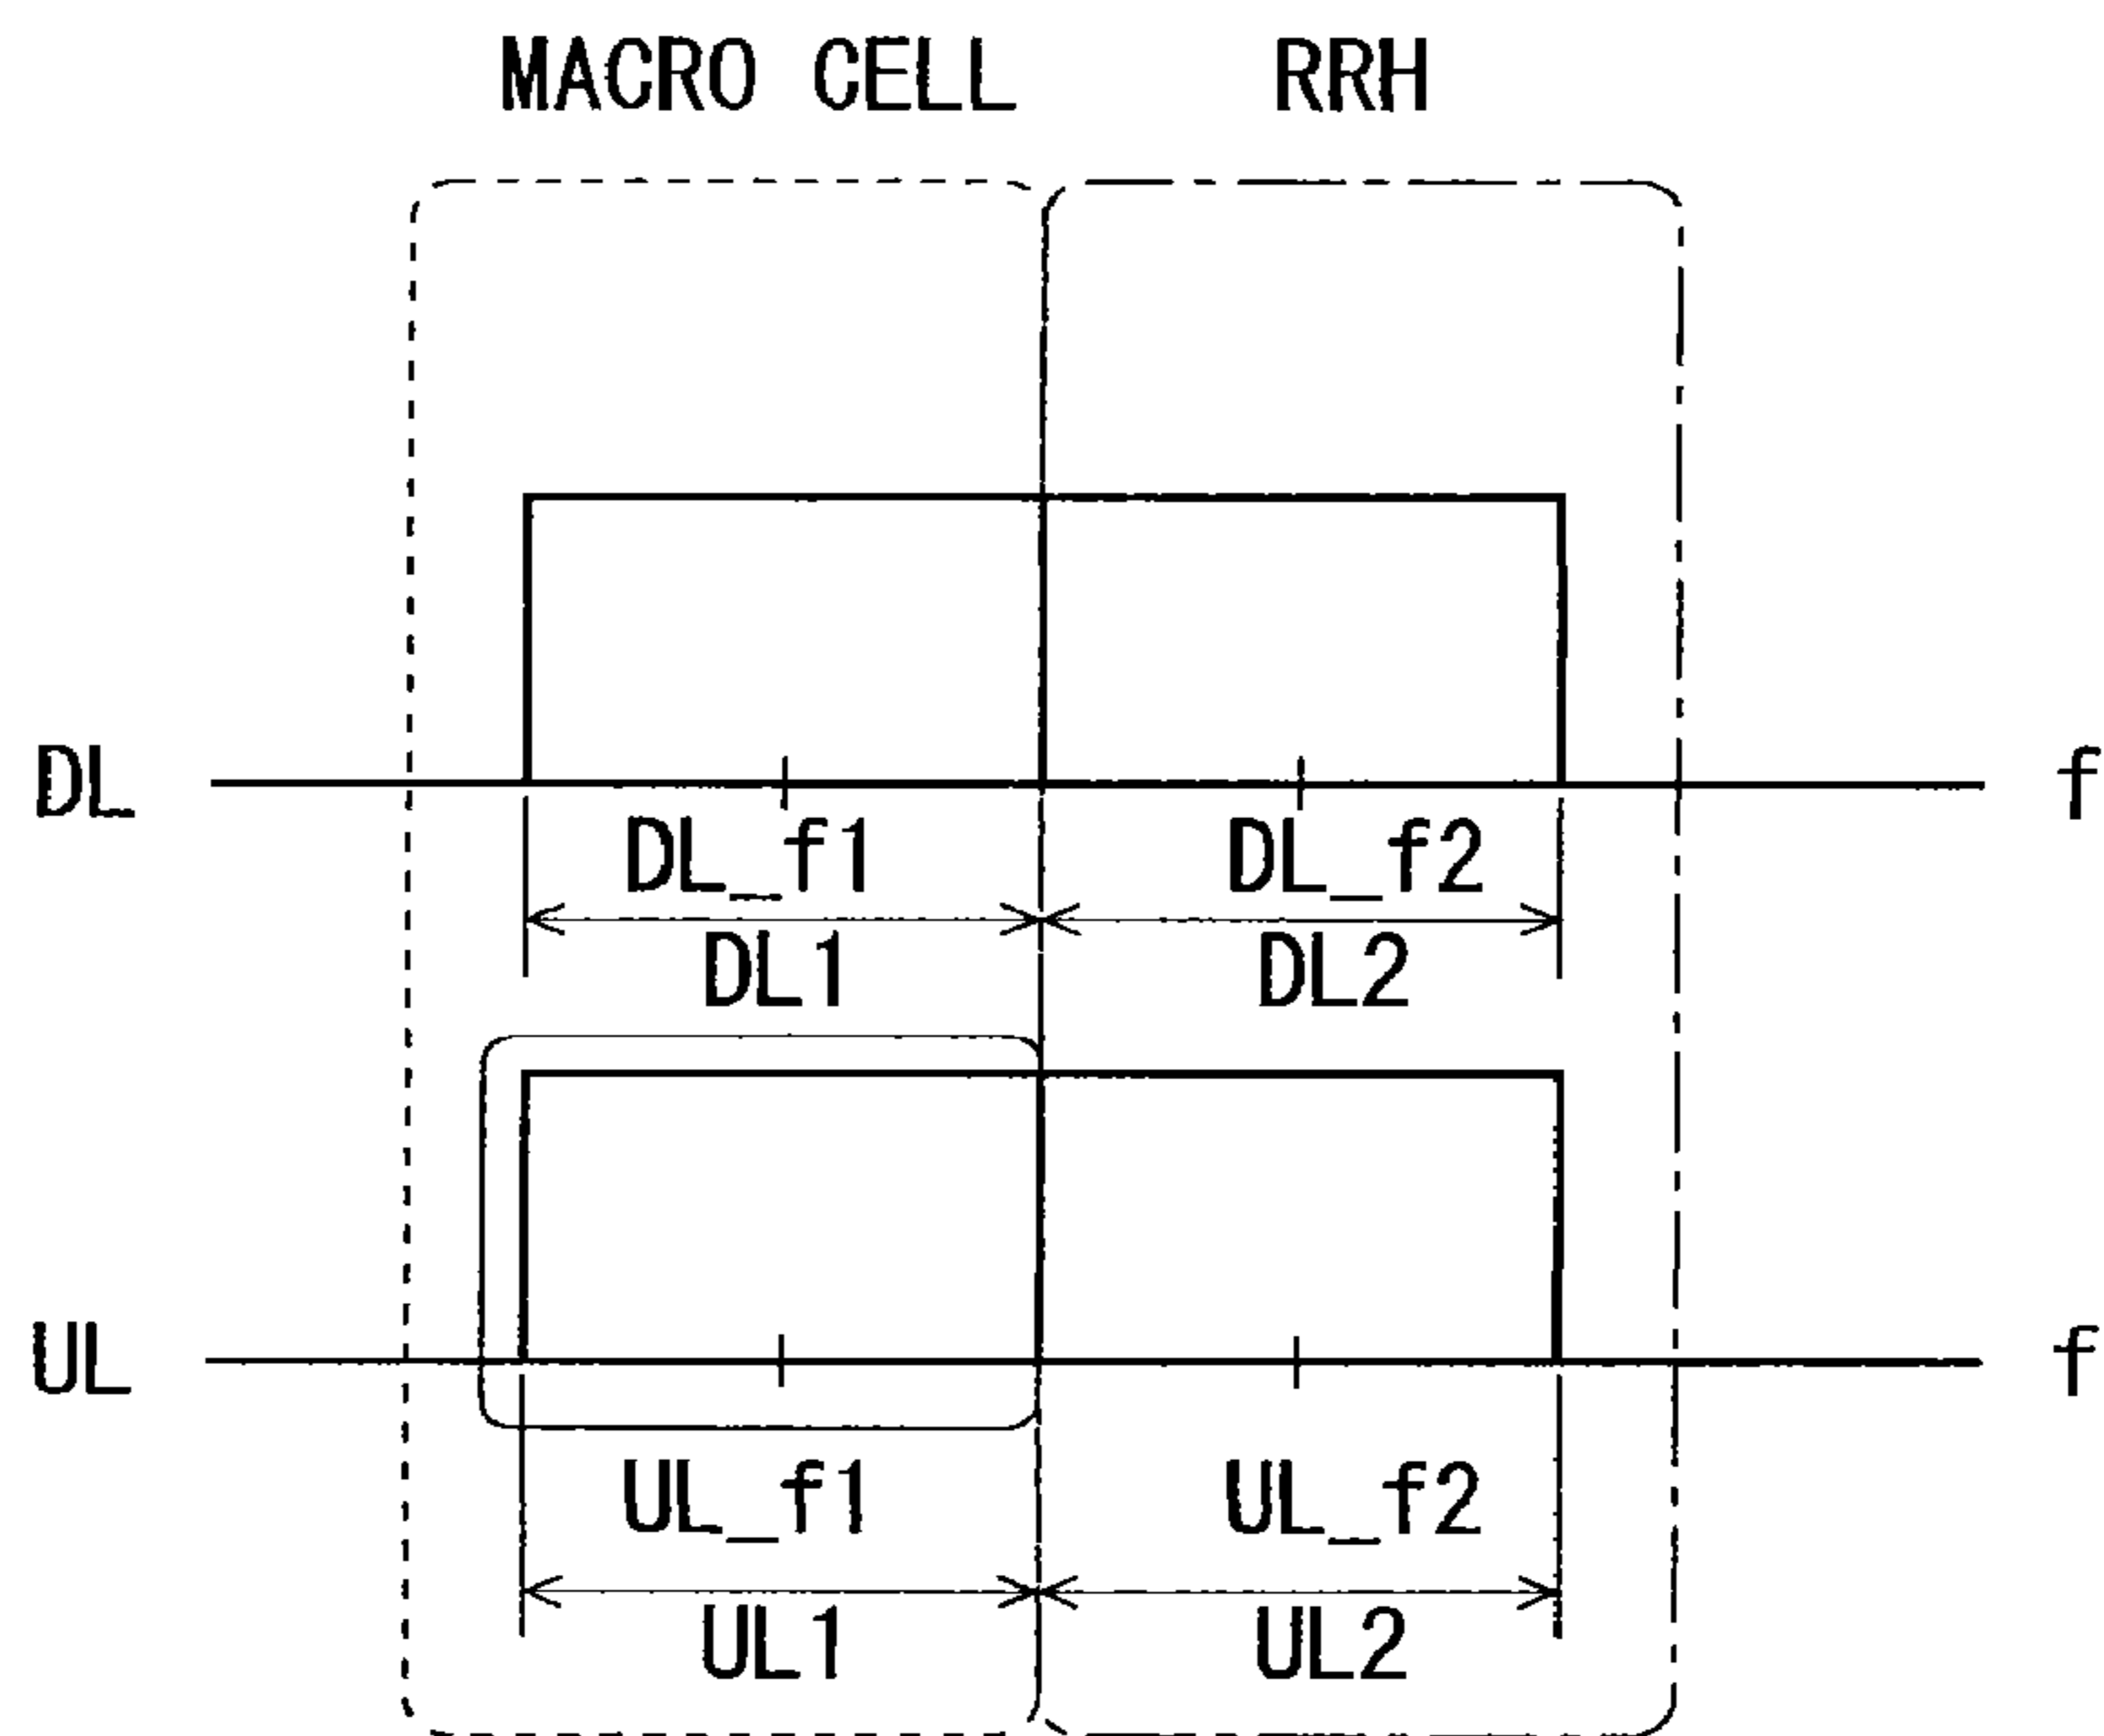 MACRO CELL RRH
DL f
DL_f1 DL_f2
DL1 DL2
UL f
UL_f1 UL_f2
UL1 UL2